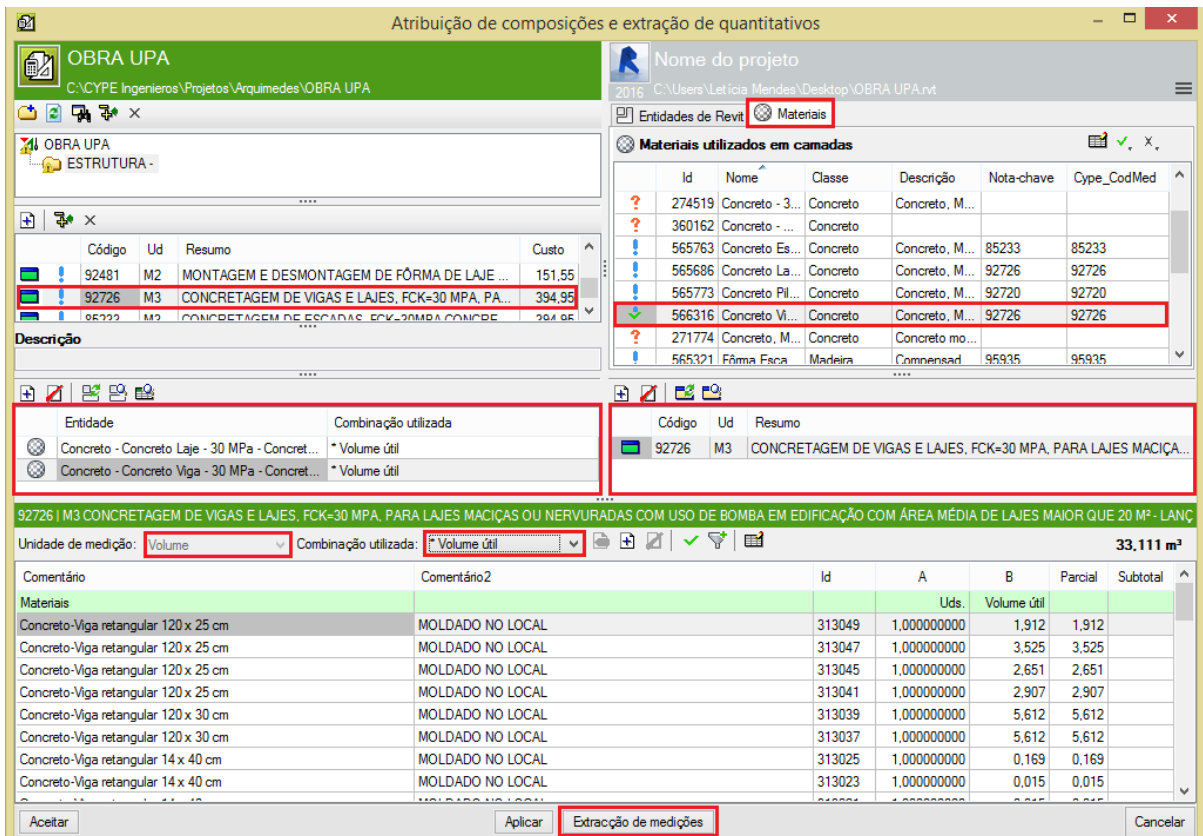 Atribuição de composições e extração de quantitativos
OBRA UPA
C:\CYPE Ingenieros\Projetos\Arquimedes\OBRA UPA
OBRA UPA
ESTRUTURA -
Código Ud Resumo Custo
92481 M2 MONTAGEM E DESMONTAGEM DE FÔRMA DE LAJE ... 151,55
92726 M3 CONCRETAGEM DE VIGAS E LAJES, FCK=30 MPA, PA... 394,95
85233 M3 CONCRETAGEM DE ESCADAS, FCK=20MPA CONCRE... 394,95
Descrição
Entidade Combinação utilizada
Concreto - Concreto Laje - 30 MPa - Concret... * Volume útil
Concreto - Concreto Viga - 30 MPa - Concret... * Volume útil
Nome do projeto
2016 C:\Users\Letícia Mendes\Desktop\OBRA UPA.rvt
Entidades de Revit Materiais
Materiais utilizados em camadas
Id Nome Classe Descrição Nota-chave Cype_CodMed
? 274519 Concreto - 3... Concreto Concreto, M...
? 360162 Concreto - ... Concreto
565763 Concreto Es... Concreto Concreto, M... 85233 85233
565686 Concreto La... Concreto Concreto, M... 92726 92726
565773 Concreto Pil... Concreto Concreto, M... 92720 92720
566316 Concreto Vi... Concreto Concreto, M... 92726 92726
? 271774 Concreto, M... Concreto Concreto mo...
565321 Fôrma Esca... Madeira Compensad... 95935 95935
Código Ud Resumo
92726 M3 CONCRETAGEM DE VIGAS E LAJES, FCK=30 MPA, PARA LAJES MACIÇA...
92726 | M3 CONCRETAGEM DE VIGAS E LAJES, FCK=30 MPA, PARA LAJES MACIÇAS OU NERVURADAS COM USO DE BOMBA EM EDIFICAÇÃO COM ÁREA MÉDIA DE LAJES MAIOR QUE 20 M² - LANÇ
Unidade de medição: Volume Combinação utilizada: * Volume útil 33,111 m³
Comentário Comentário2 Id A B Parcial Subtotal
Materiais Uds. Volume útil
Concreto-Viga retangular 120 x 25 cm MOLDADO NO LOCAL 313049 1,000000000 1,912 1,912
Concreto-Viga retangular 120 x 25 cm MOLDADO NO LOCAL 313047 1,000000000 3,525 3,525
Concreto-Viga retangular 120 x 25 cm MOLDADO NO LOCAL 313045 1,000000000 2,651 2,651
Concreto-Viga retangular 120 x 25 cm MOLDADO NO LOCAL 313041 1,000000000 2,907 2,907
Concreto-Viga retangular 120 x 30 cm MOLDADO NO LOCAL 313039 1,000000000 5,612 5,612
Concreto-Viga retangular 120 x 30 cm MOLDADO NO LOCAL 313037 1,000000000 5,612 5,612
Concreto-Viga retangular 14 x 40 cm MOLDADO NO LOCAL 313025 1,000000000 0,169 0,169
Concreto-Viga retangular 14 x 40 cm MOLDADO NO LOCAL 313023 1,000000000 0,015 0,015
Aceitar Aplicar Extracção de medições Cancelar